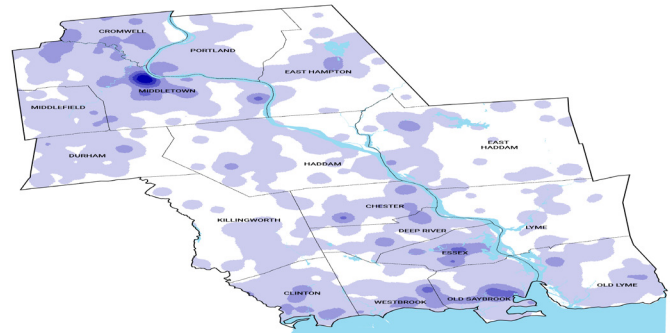 CROMWELL
PORTLAND
EAST HAMPTON
MIDDLETOWN
MIDDLEFIELD
DURHAM
HADDAM
EAST
HADDAM
CHESTER
KILLINGWORTH
DEEP RIVER
LYME
ESSEX
OLD LYME
CLINTON
WESTBROOK
OLD SAYBROOK